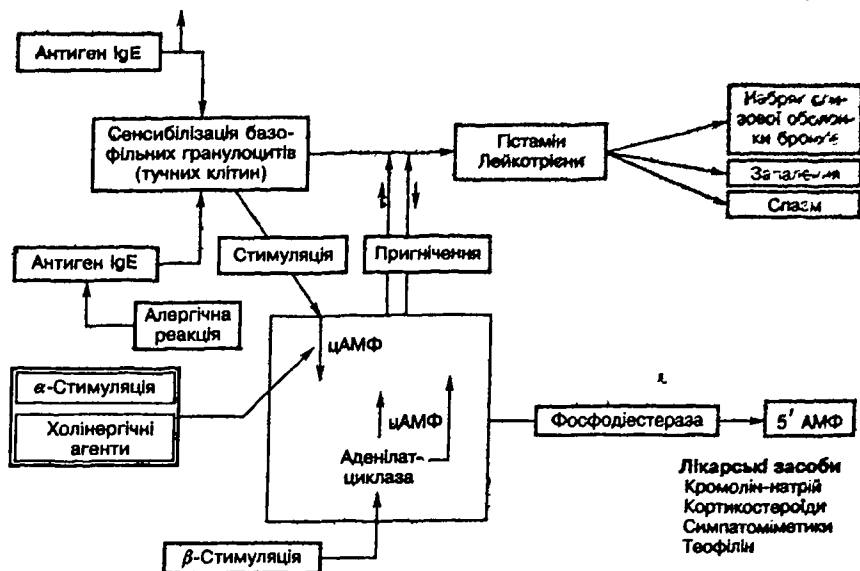 Антиген IgE
Сенсибілізація базо-
фільних гранулоцитів
(тучних клітин)
Гістамін
Лейкотрієни
Набряк сли-
зової оболон-
ки бронхів
Запалення
Спазм
Антиген IgE
Стимуляція
Пригнічення
Алергічна
реакція
цАМФ
α-Стимуляція
Холінергічні
агенти
цАМФ
Аденілат-
циклаза
Фосфодіестераза
5′ АМФ
Лікарські засоби
Кромолін-натрій
Кортикостероїди
Симпатоміметики
Теофілін
β-Стимуляція